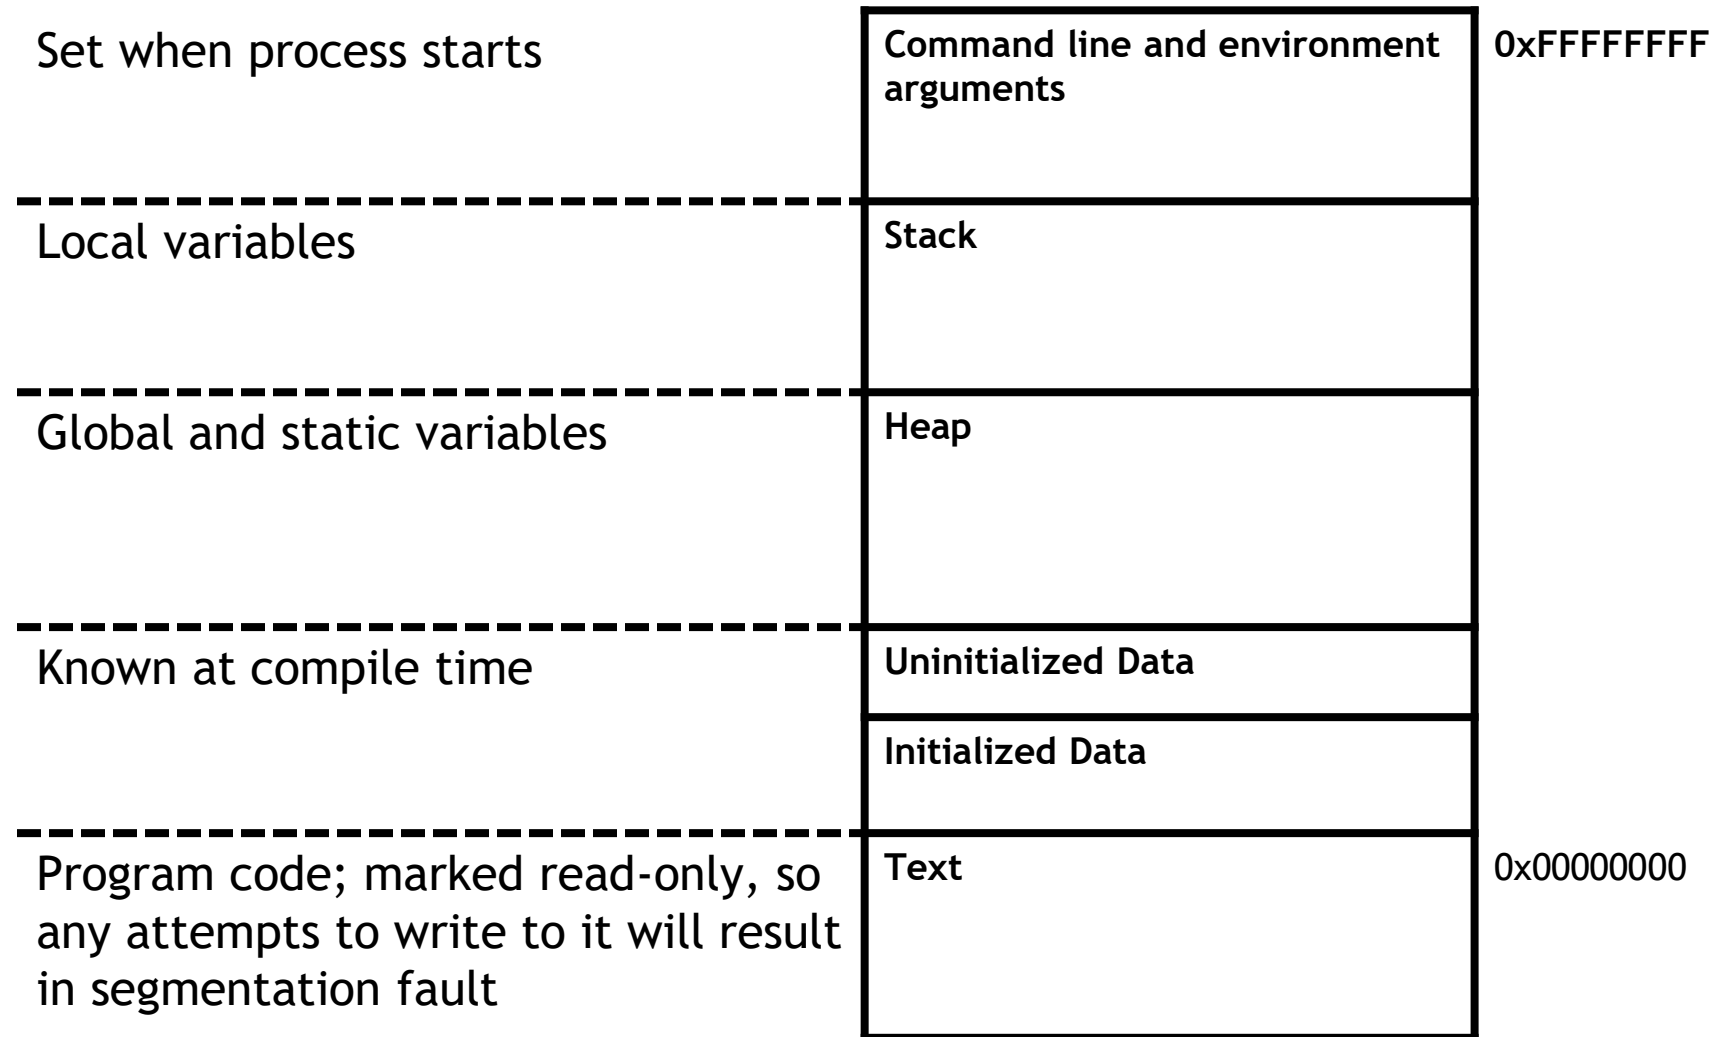 Set when process starts
Command line and environment
arguments
0xFFFFFFFF
Local variables
Stack
Global and static variables
Heap
Known at compile time
Uninitialized Data
Initialized Data
Program code; marked read-only, so
any attempts to write to it will result
in segmentation fault
Text
0x00000000